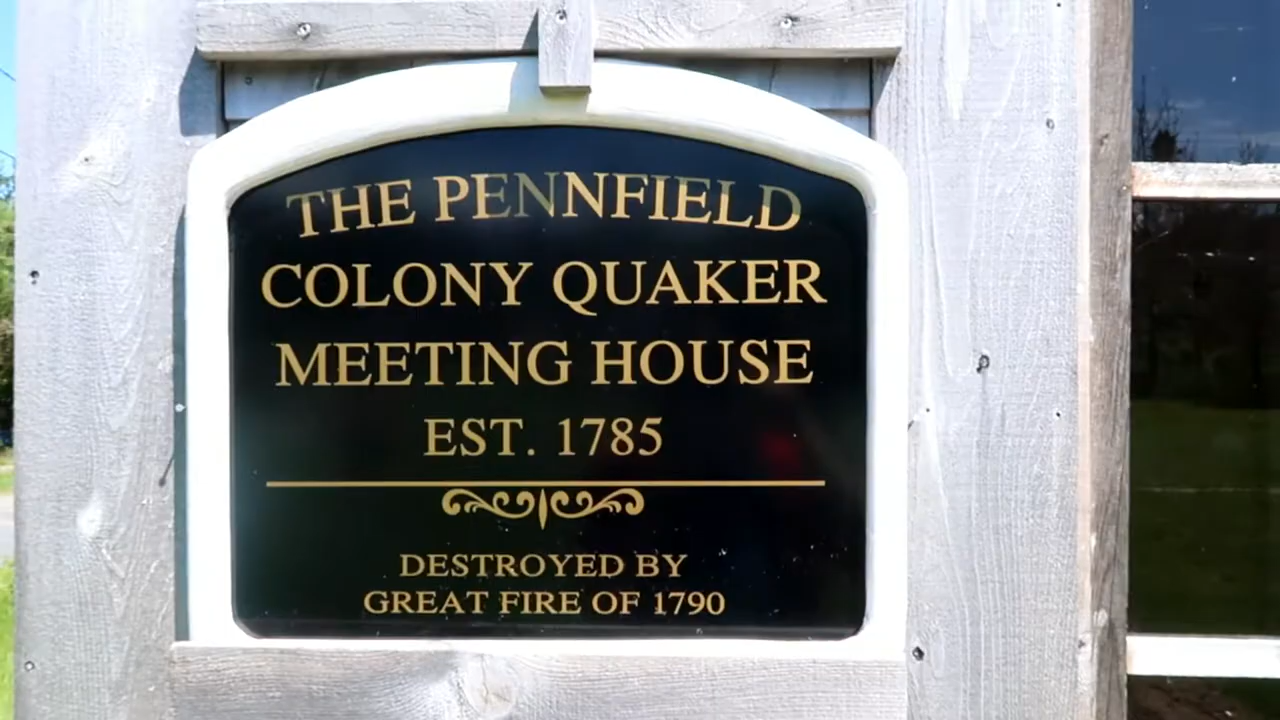 THE PENNFIELD
COLONY QUAKER
MEETING HOUSE
EST. 1785
DESTROYED BY
GREAT FIRE OF 1790